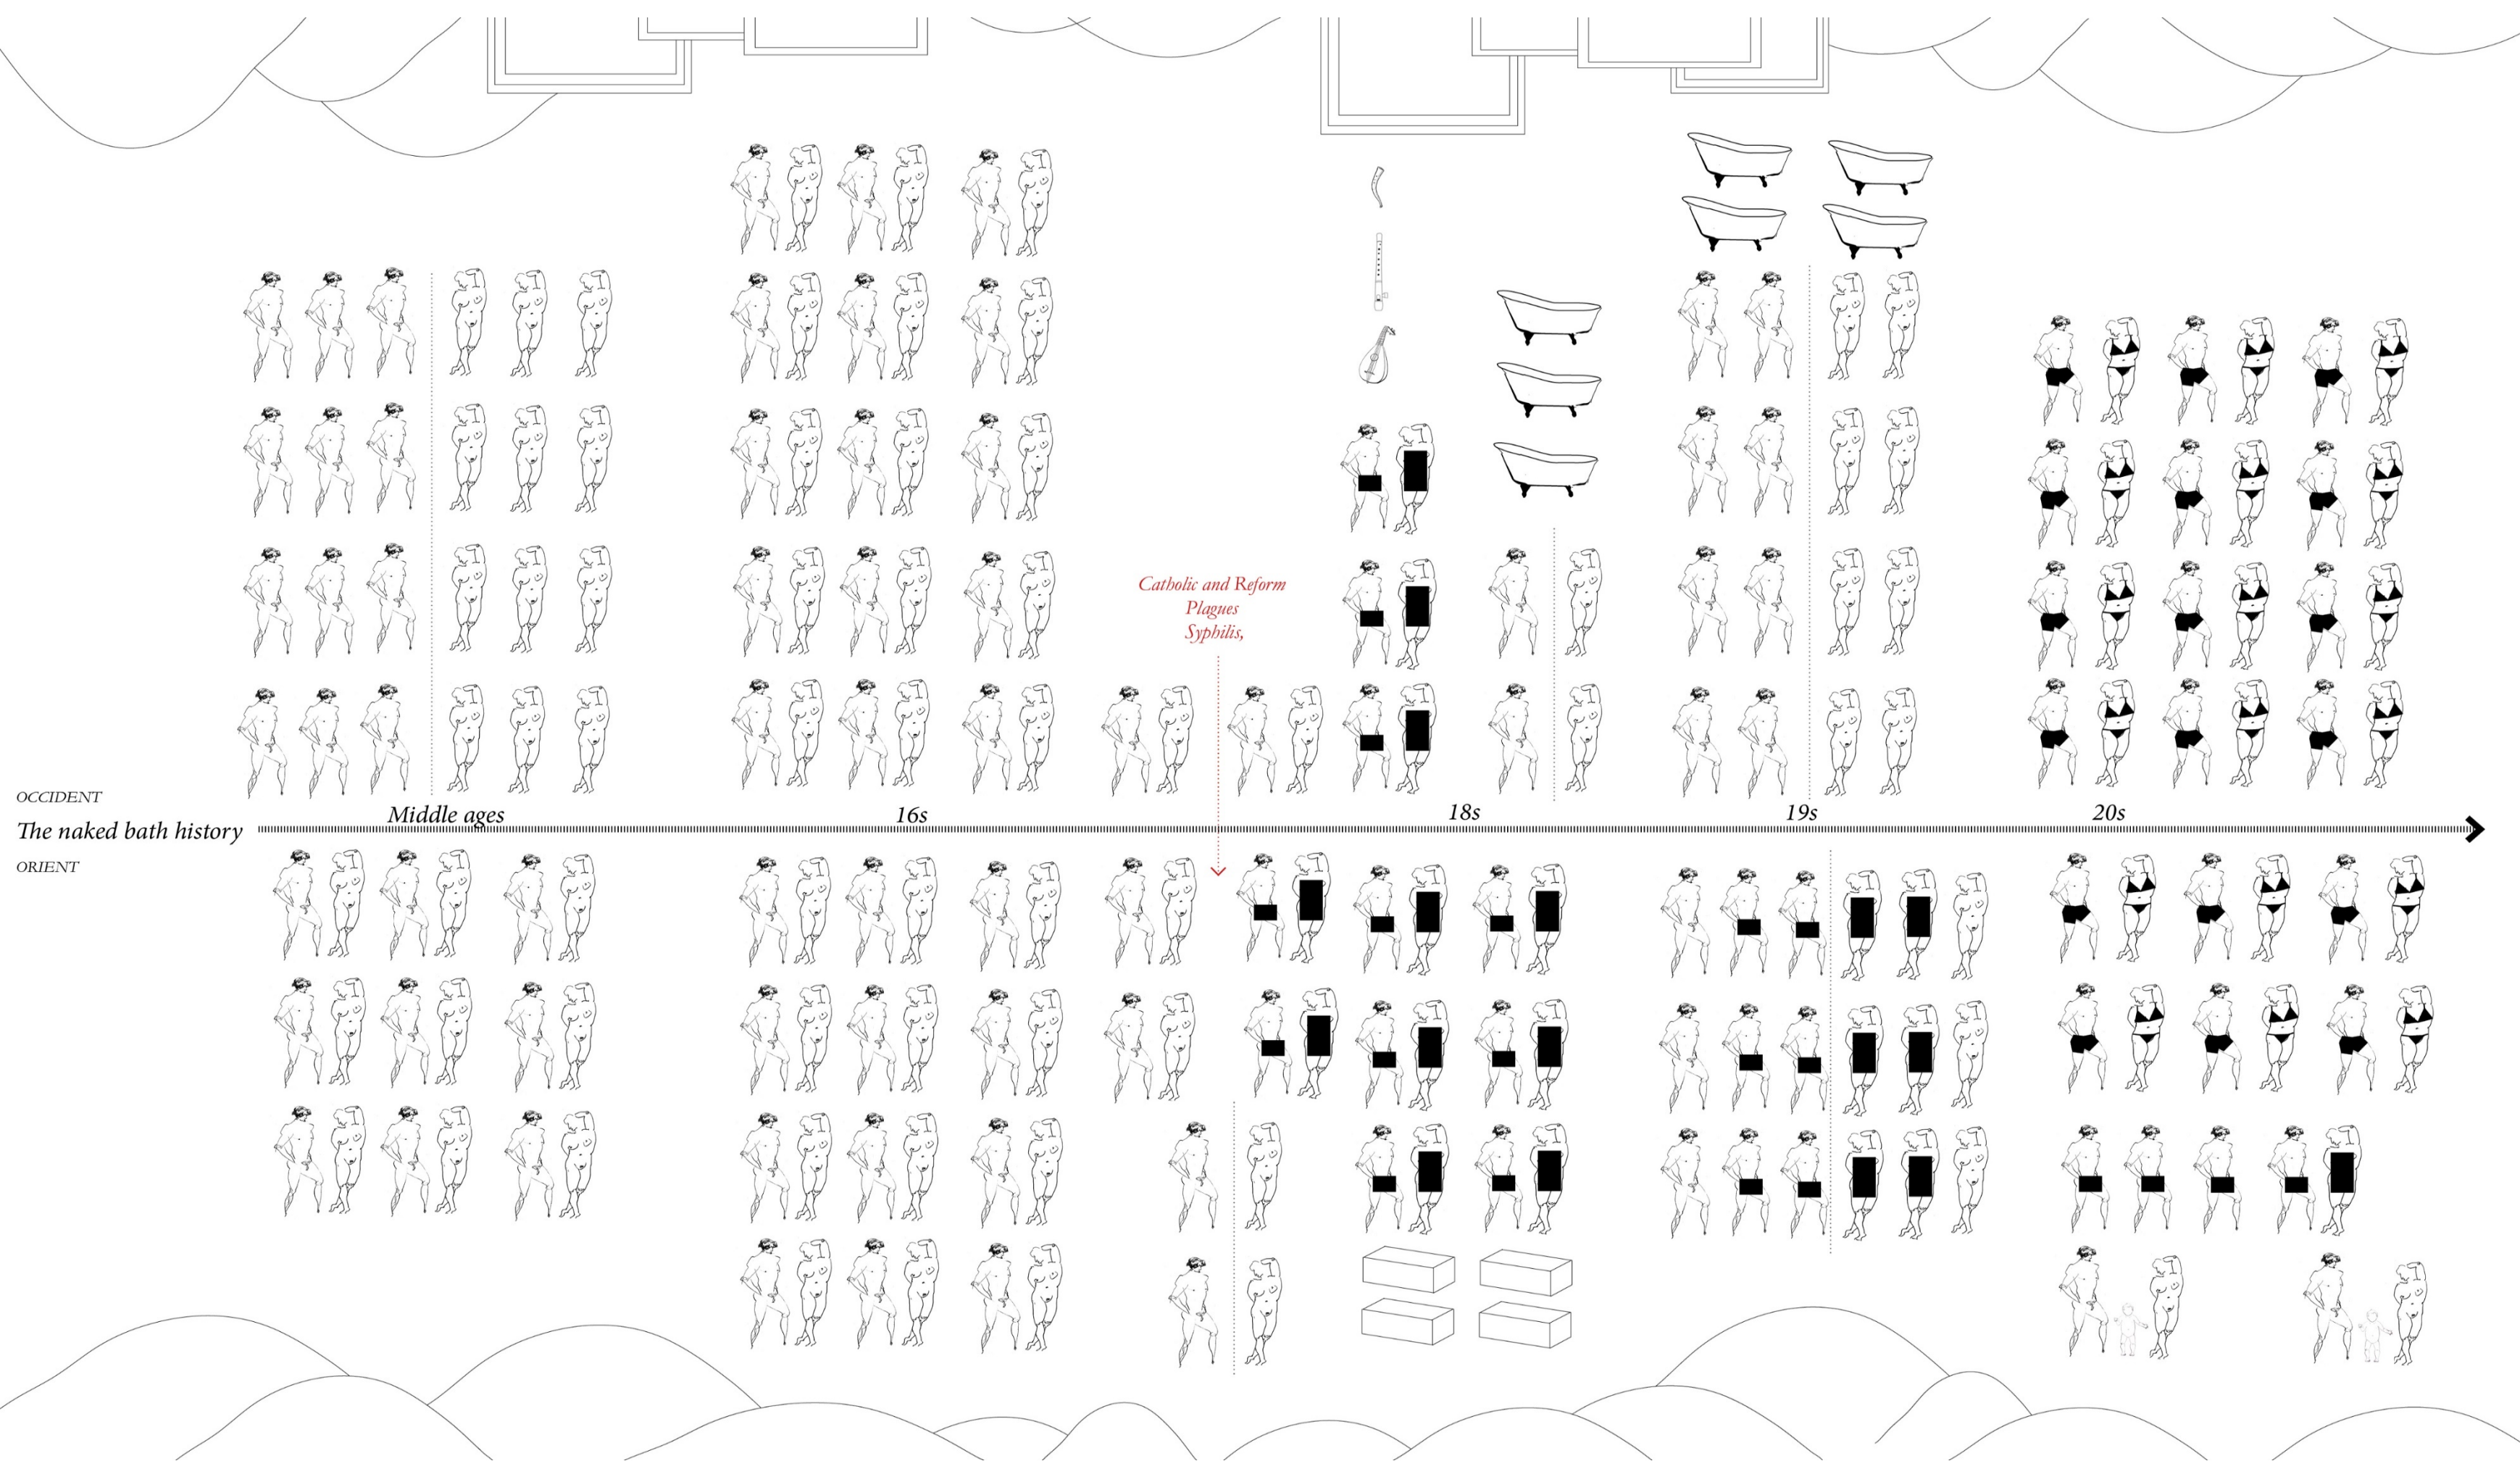 Catholic and Reform
Plagues
Syphilis,
OCCIDENT
Middle ages
16s
18s
19s
20s
The naked bath history
ORIENT